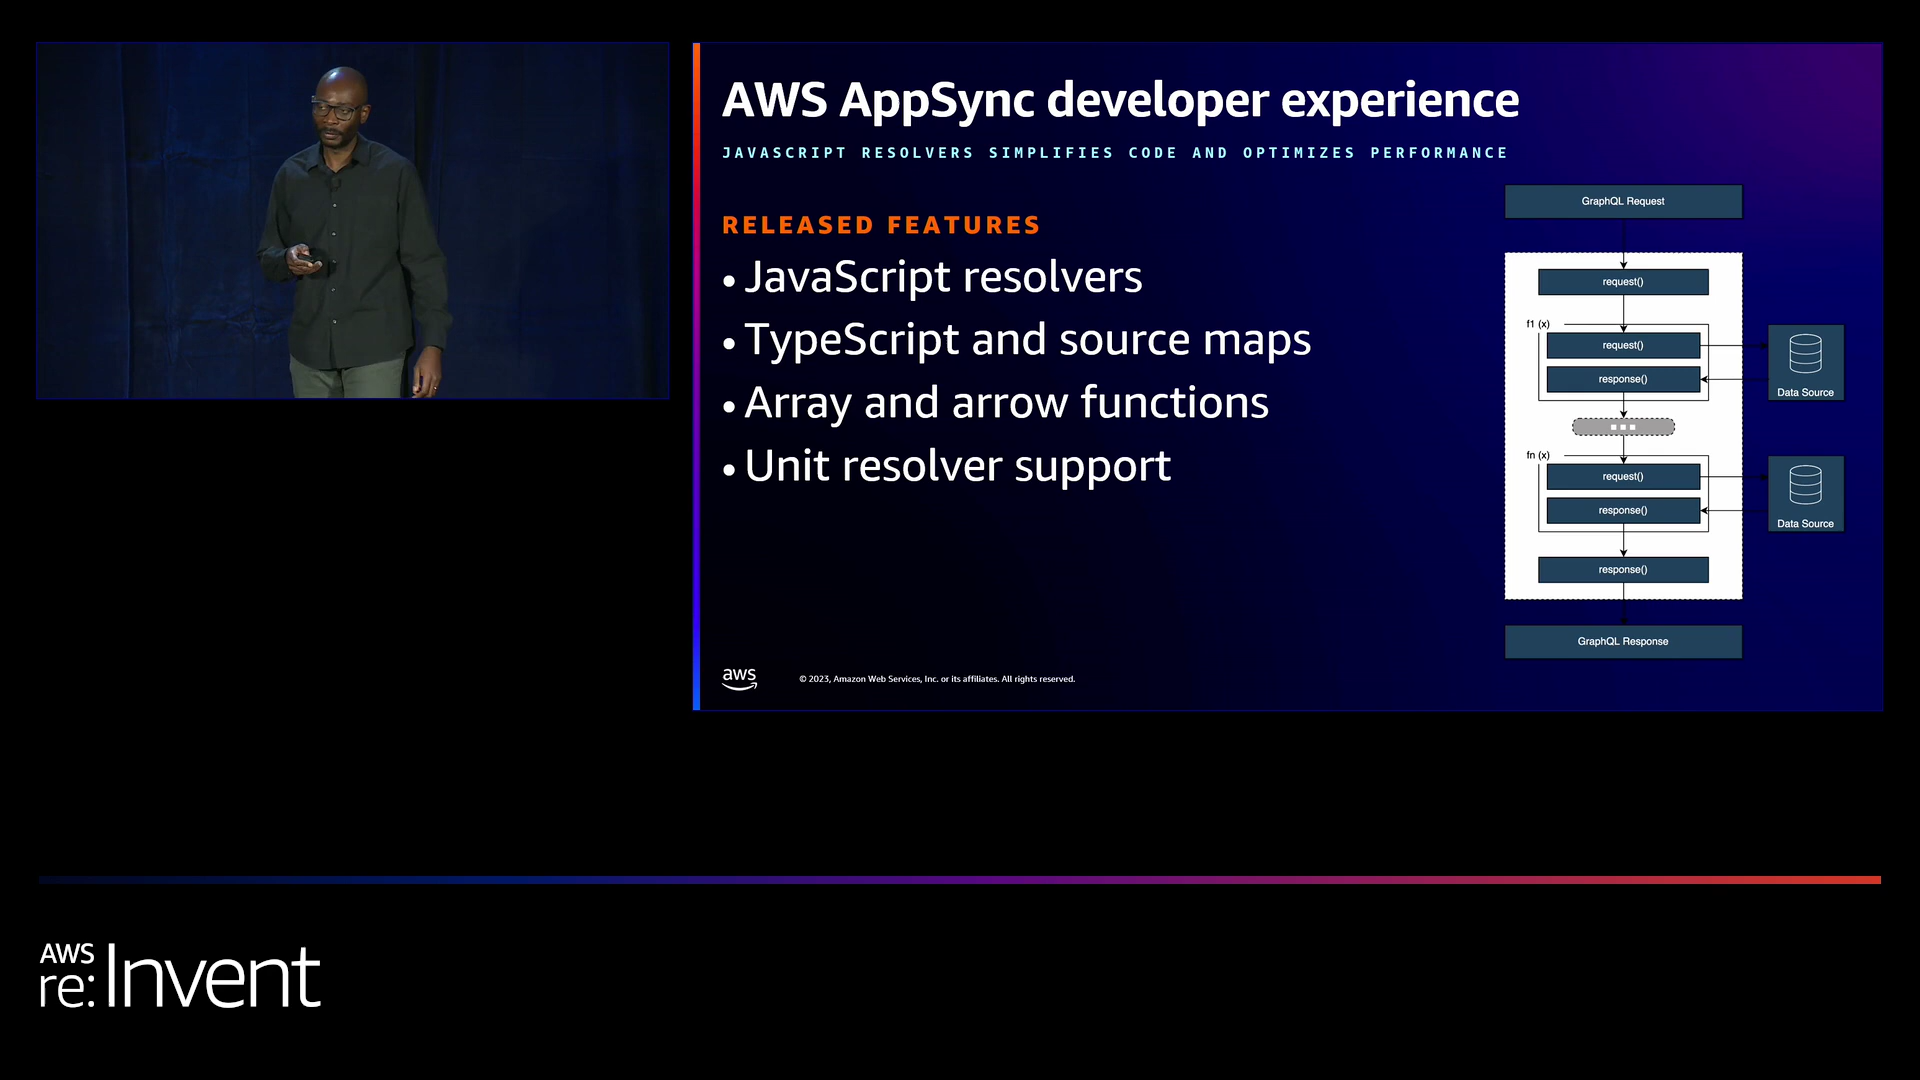 AWS AppSync developer experience
JAVASCRIPT RESOLVERS SIMPLIFIES CODE AND OPTIMIZES PERFORMANCE
RELEASED FEATURES
• JavaScript resolvers
• TypeScript and source maps
• Array and arrow functions
• Unit resolver support
GraphQL Request
request()
f1 (x)
request()
response()
Data Source
fn (x)
request()
response()
Data Source
response()
GraphQL Response
aws
© 2023, Amazon Web Services, Inc. or its affiliates. All rights reserved.
AWS
re:Invent